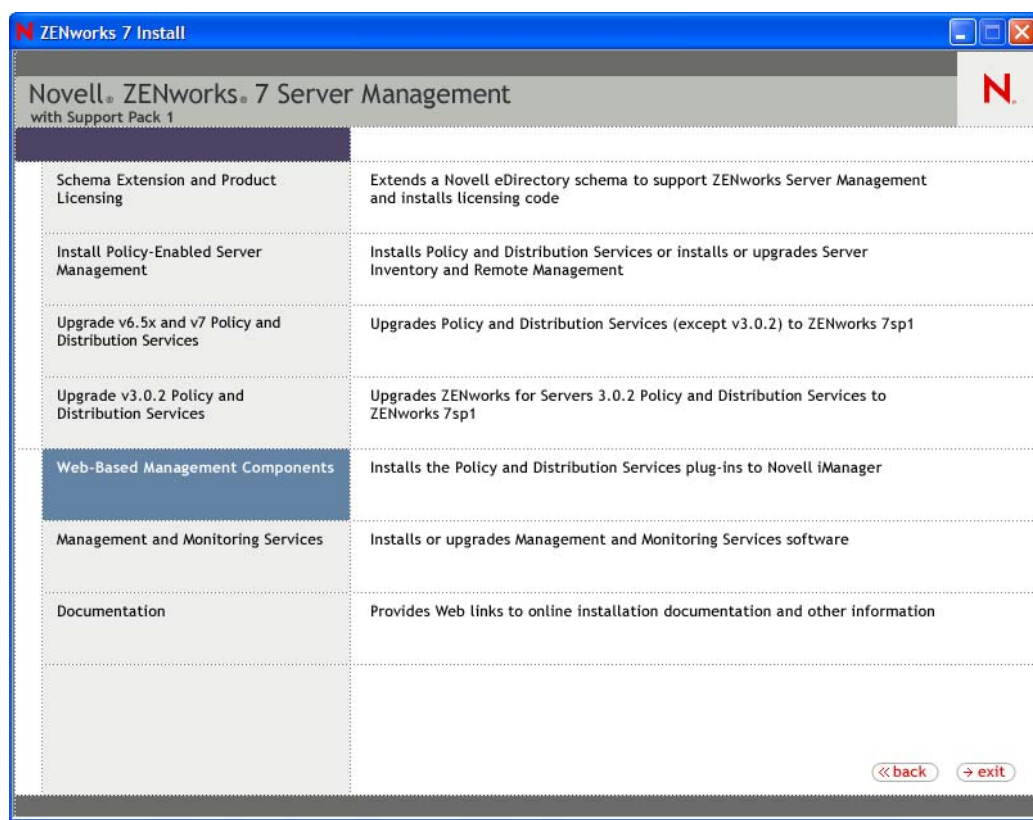 ZENworks 7 Install
Novell® ZENworks® 7 Server Management
with Support Pack 1
N®
Schema Extension and Product
Licensing
Extends a Novell eDirectory schema to support ZENworks Server Management
and installs licensing code
Install Policy-Enabled Server
Management
Installs Policy and Distribution Services or installs or upgrades Server
Inventory and Remote Management
Upgrade v6.5x and v7 Policy and
Distribution Services
Upgrades Policy and Distribution Services (except v3.0.2) to ZENworks 7sp1
Upgrade v3.0.2 Policy and
Distribution Services
Upgrades ZENworks for Servers 3.0.2 Policy and Distribution Services to
ZENworks 7sp1
Web-Based Management Components
Installs the Policy and Distribution Services plug-ins to Novell iManager
Management and Monitoring Services
Installs or upgrades Management and Monitoring Services software
Documentation
Provides Web links to online installation documentation and other information
« back
→ exit